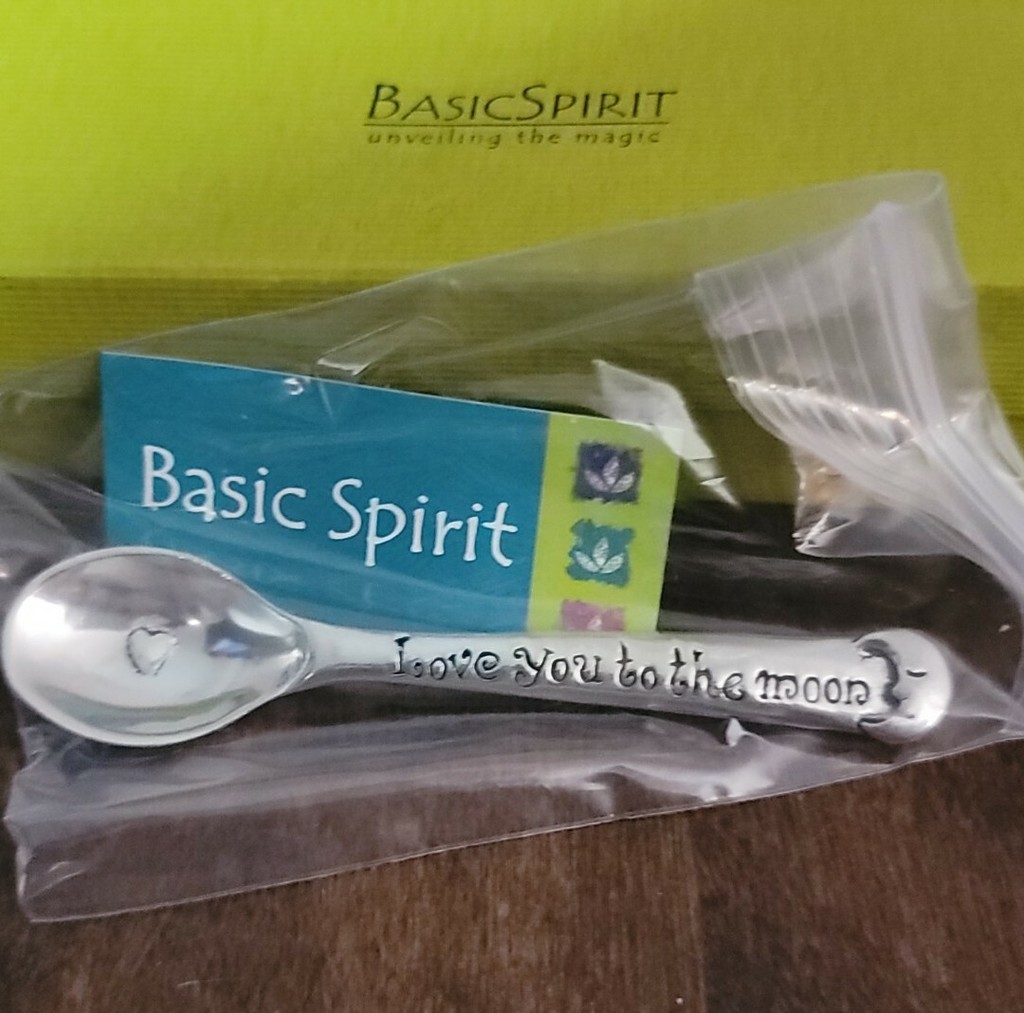 BASICSPIRIT
unveiling the magic
Basic Spirit
Love you to the moon